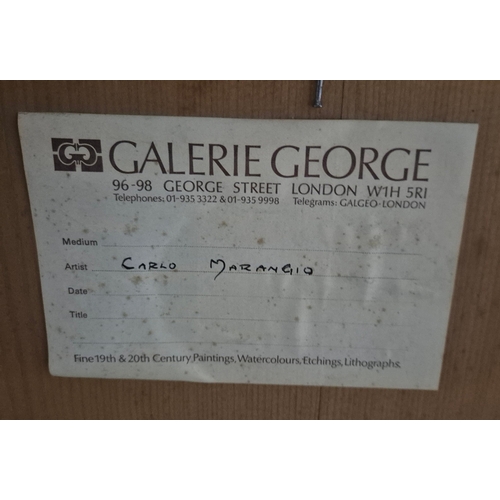 GALERIE GEORGE
96-98 GEORGE STREET LONDON W1H 5RI
Telephones: 01-935 3322 & 01-935 9998 Telegrams: GALGEO-LONDON
Medium
Artist CARLO MARANGIO
Date
Title
Fine 19th & 20th Century Paintings, Watercolours, Etchings, Lithographs.